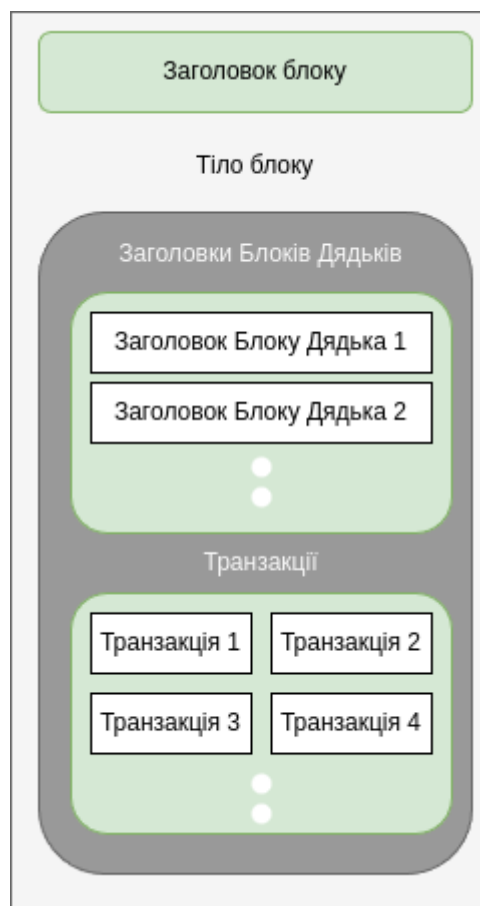 Заголовок блоку
Тіло блоку
Заголовки Блоків Дядьків
Заголовок Блоку Дядька 1
Заголовок Блоку Дядька 2
Транзакції
Транзакція 1
Транзакція 2
Транзакція 3
Транзакція 4